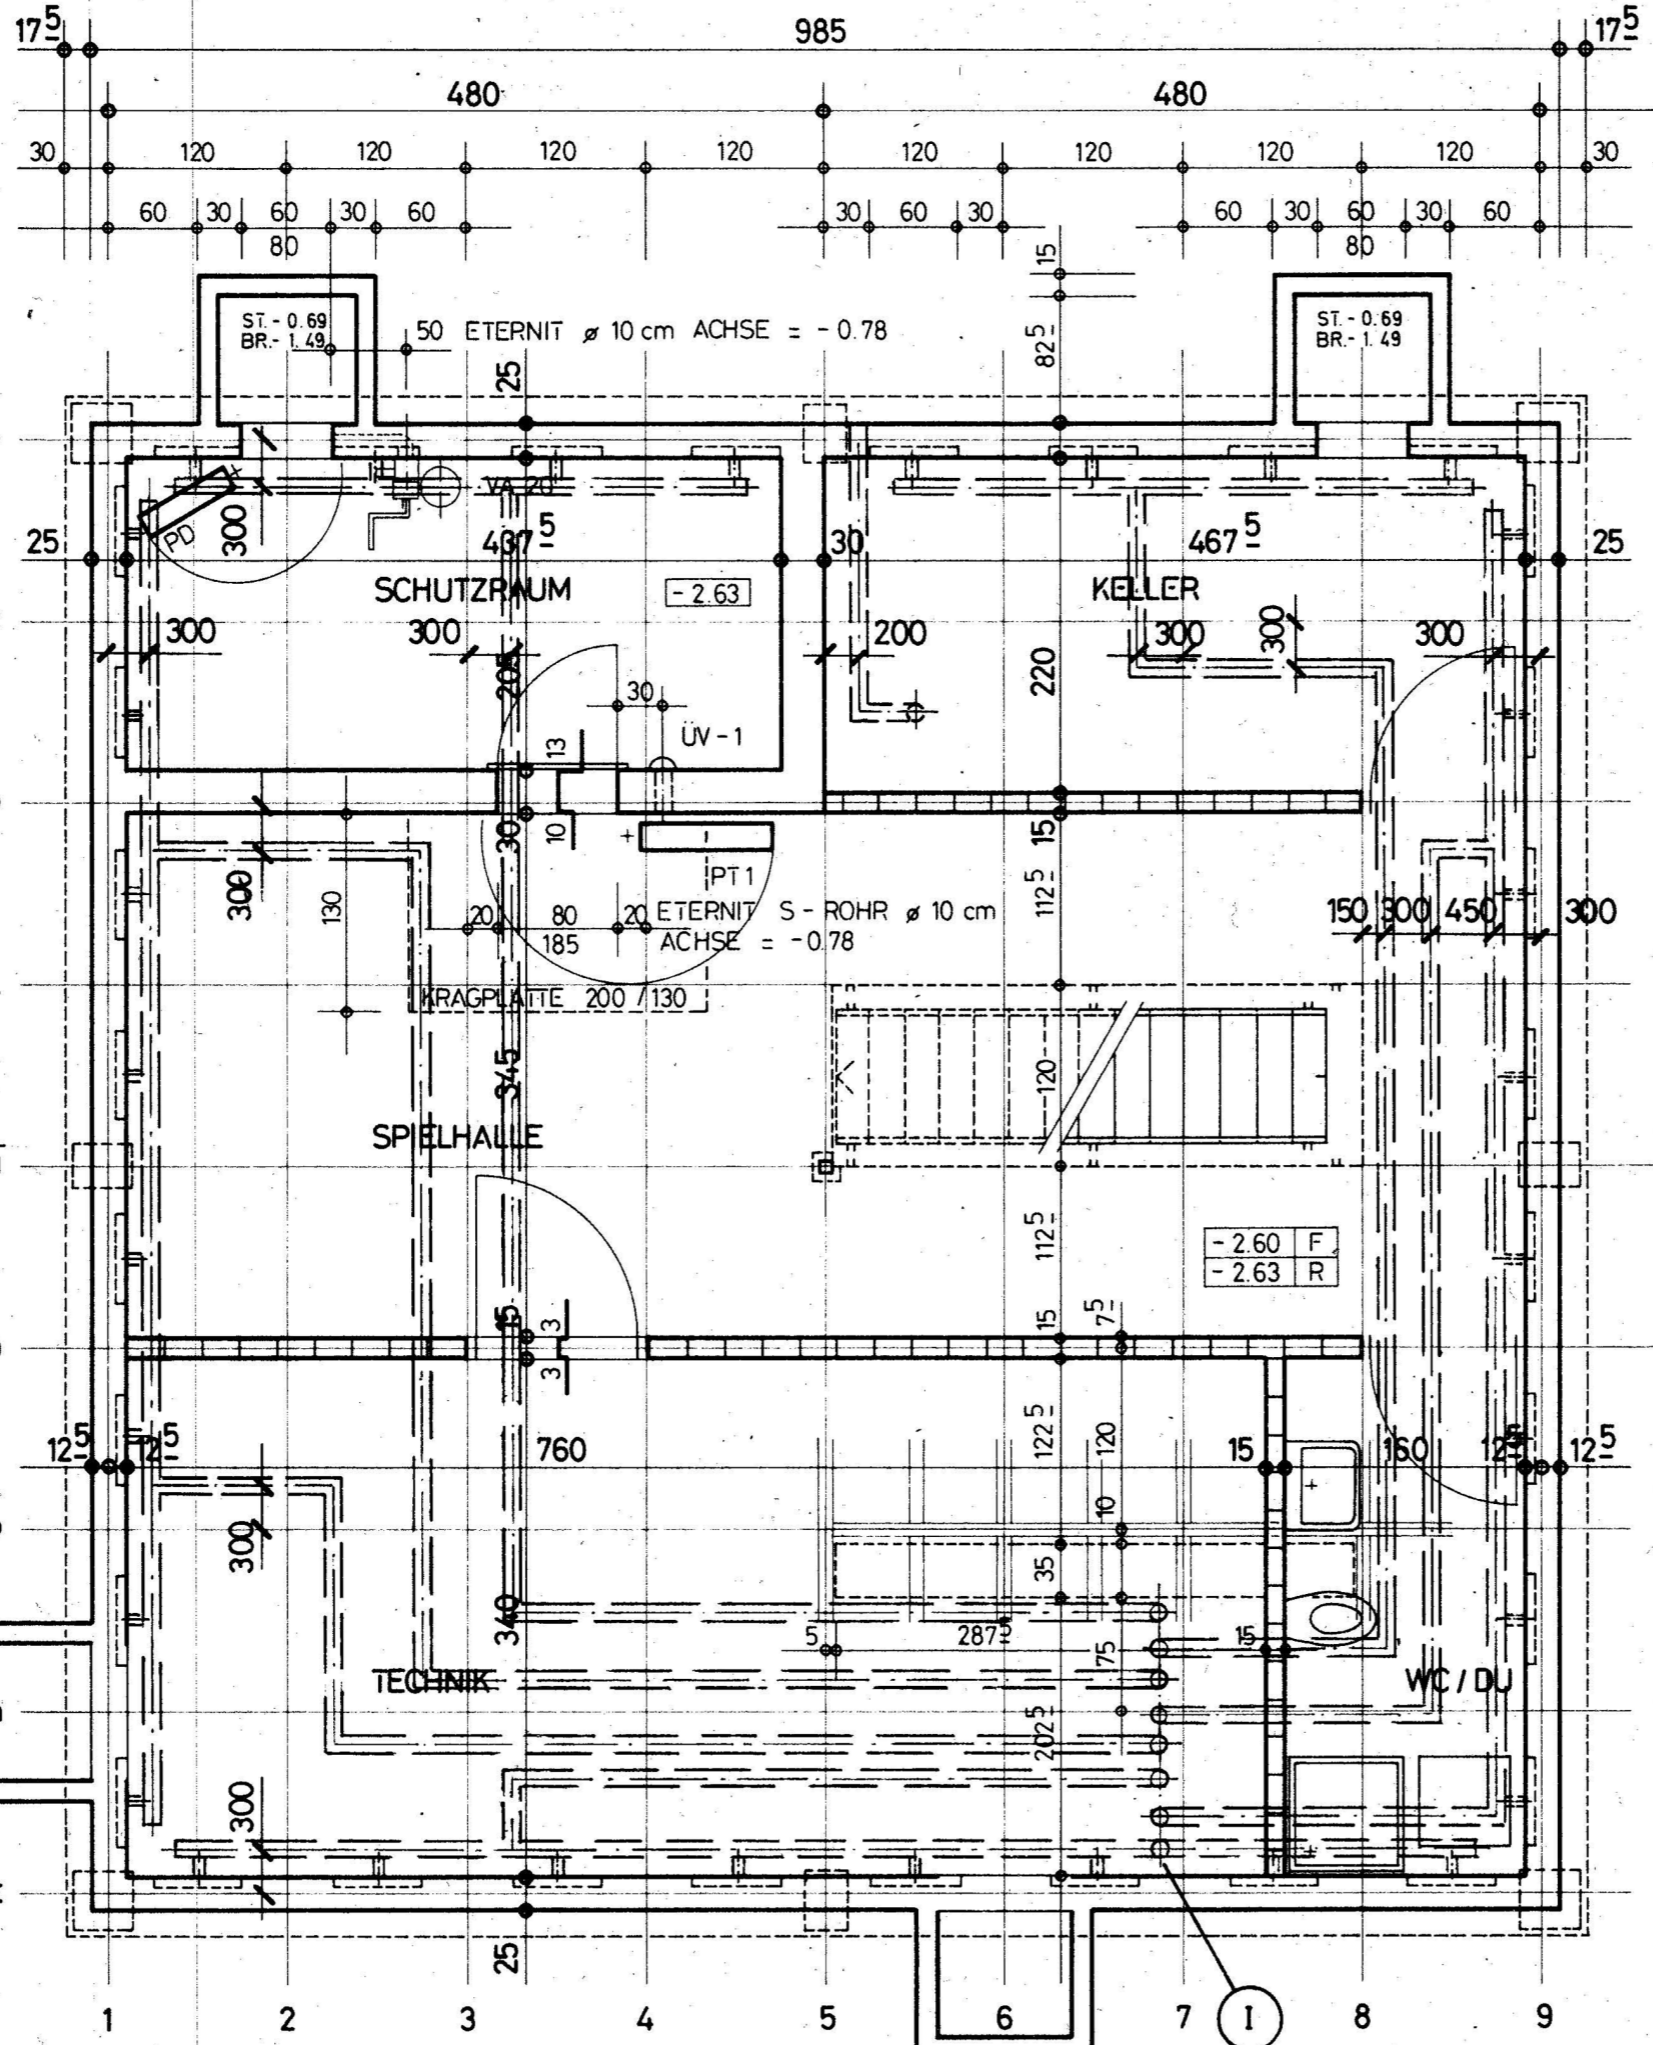 17⁵ 985 17⁵
480 480
30 120 120 120 120 120 120 120 120 30
60 30 60 30 60 30 60 30 60 30 60 30 60
80 80
15
ST. - 0.69
BR. - 1.49
50 ETERNIT ø 10 cm ACHSE = - 0.78
ST. - 0.69
BR. - 1.49
82⁵
25
VA 20
PD
300
25 437⁵ 30 467⁵ 25
SCHUTZRAUM
- 2.63
KELLER
300 300 200 300 300 300
205
220
30
ÜV - 1
13
30
10
15
+
PT 1
300
130
112⁵
20 80 20
185
ETERNIT S - ROHR ø 10 cm
ACHSE = - 0.78
150 300 450 300
KRAGPLATTE 200 / 130
345
120
SPIELHALLE
112⁵
- 2.60 F
- 2.63 R
15
3
3
15
7⁵
12⁵ 12⁵ 760 15 160 12⁵ 12⁵
122⁵
120
10
300
35
340
5 287⁵ 15
75
TECHNIK
WC / DU
202⁵
300
25
1 2 3 4 5 6 7 I 8 9